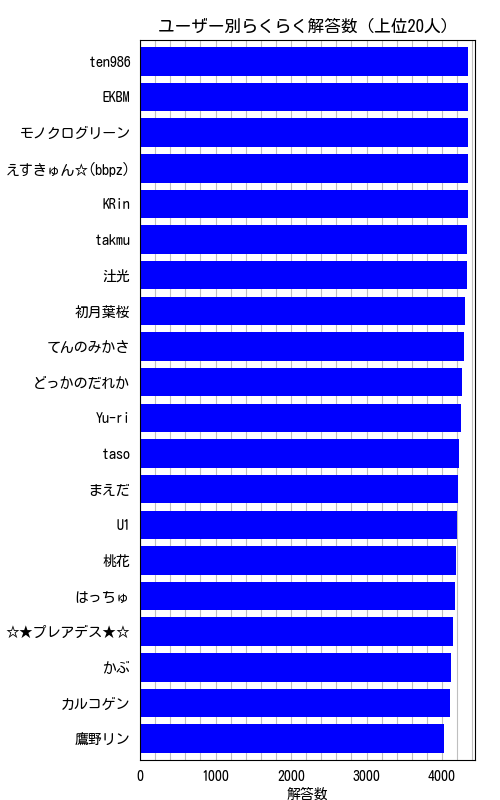 ユーザー別らくらく解答数（上位20人）
ten986
EKBM
モノクログリーン
えすきゅん☆(bbpz)
KRin
takmu
注光
初月葉桜
てんのみかさ
どっかのだれか
Yu-ri
taso
まえだ
U1
桃花
はっちゅ
☆★プレアデス★☆
かぶ
カルコゲン
鷹野リン
0 1000 2000 3000 4000
解答数